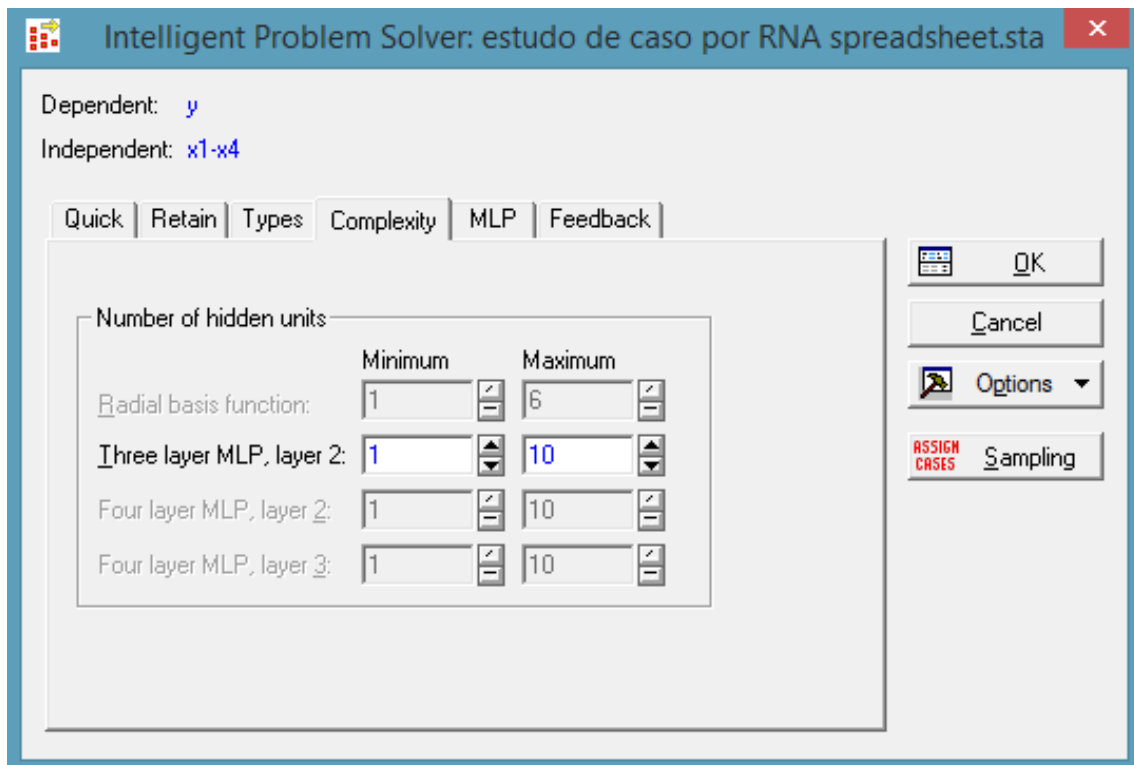 Intelligent Problem Solver: estudo de caso por RNA spreadsheet.sta
Dependent: y
Independent: x1-x4
Quick Retain Types Complexity MLP Feedback
OK
Cancel
Options
ASSIGN CASES Sampling
Number of hidden units
Minimum Maximum
Radial basis function: 1 6
Three layer MLP, layer 2: 1 10
Four layer MLP, layer 2: 1 10
Four layer MLP, layer 3: 1 10